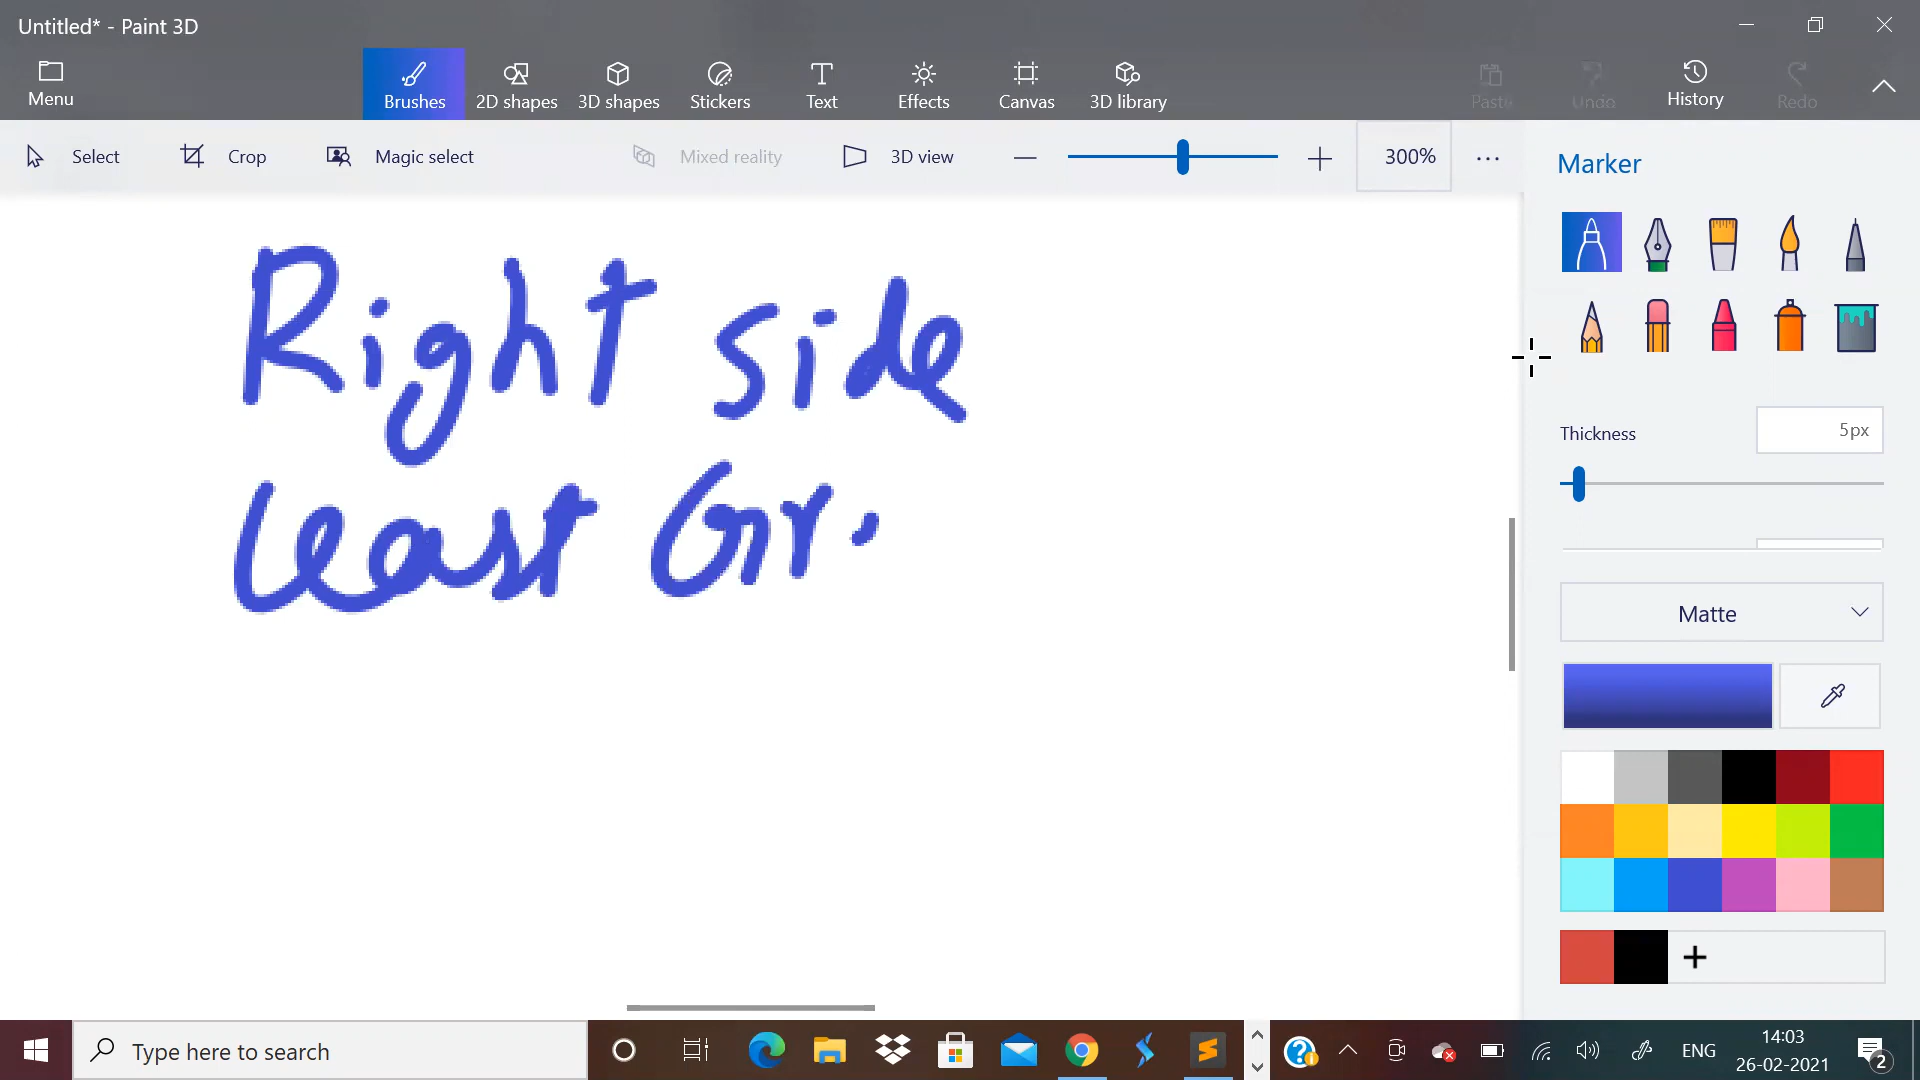 Untitled* - Paint 3D
Menu
Brushes 2D shapes 3D shapes Stickers Text Effects Canvas 3D library
Paste Undo History Redo
Select Crop Magic select Mixed reality 3D view 300%
Marker
Right side
Least Gr.
Thickness 5px
Matte
Type here to search
ENG
14:03
26-02-2021
2